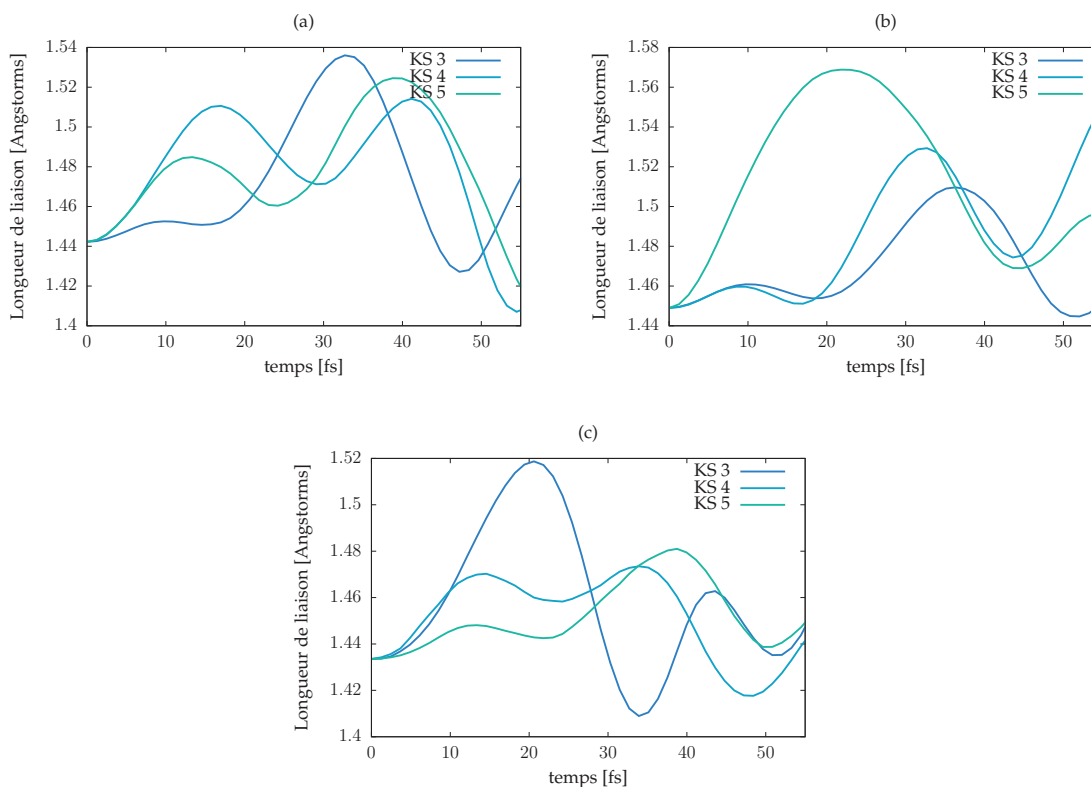 (a)
Longueur de liaison [Angstorms]
1.54
1.52
1.5
1.48
1.46
1.44
1.42
1.4
KS 3
KS 4
KS 5
0 10 20 30 40 50
temps [fs]
(b)
Longueur de liaison [Angstorms]
1.58
1.56
1.54
1.52
1.5
1.48
1.46
1.44
KS 3
KS 4
KS 5
0 10 20 30 40 50
temps [fs]
(c)
Longueur de liaison [Angstorms]
1.52
1.5
1.48
1.46
1.44
1.42
1.4
KS 3
KS 4
KS 5
0 10 20 30 40 50
temps [fs]